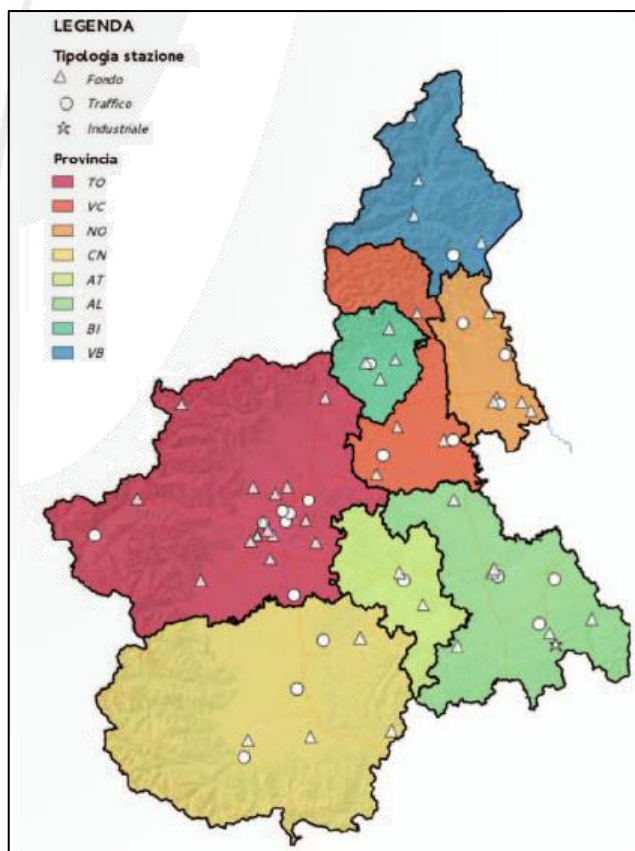 LEGENDA
Tipologia stazione
Fondo
Traffico
Industriale
Provincia
TO
VC
NO
CN
AT
AL
BI
VB